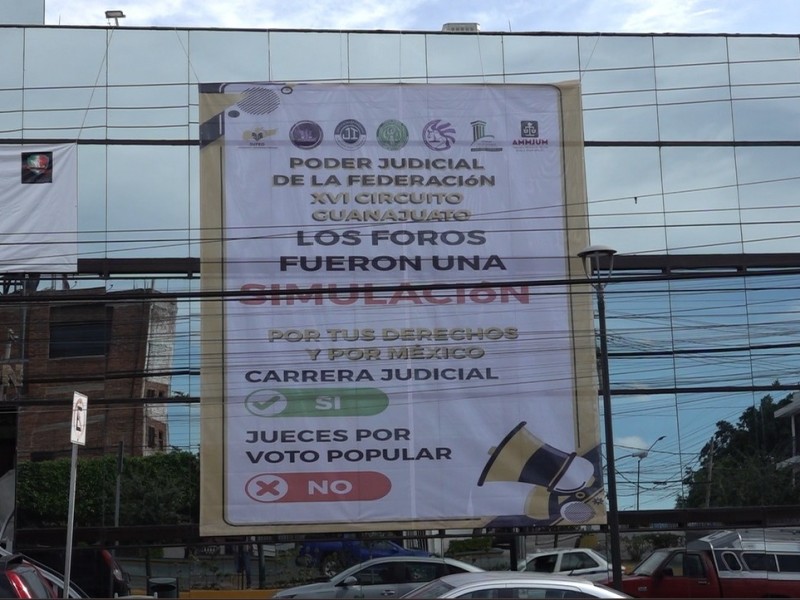 AMMJUM
PODER JUDICIAL
DE LA FEDERACIóN
XVI CIRCUITO
GUANAJUATO
LOS FOROS
FUERON UNA
SIMULACIóN
POR TUS DERECHOS
Y POR MÉXICO
CARRERA JUDICIAL
SI
JUECES POR
VOTO POPULAR
NO